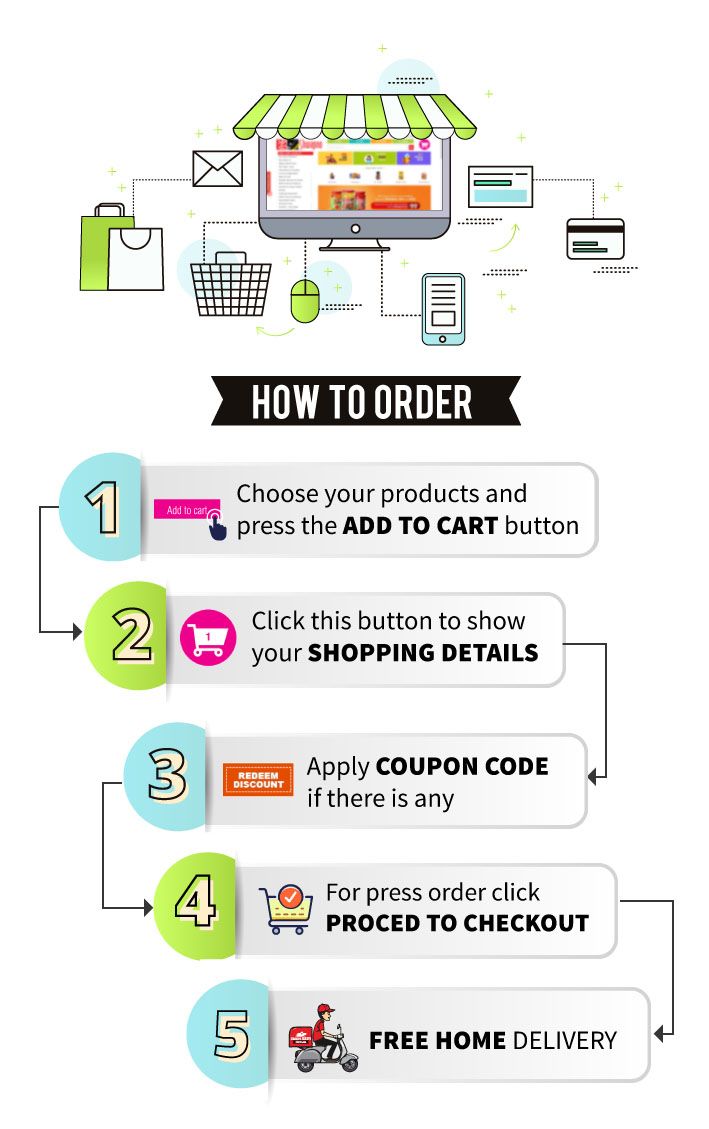 HOW TO ORDER
1
Add to cart
Choose your products and
press the ADD TO CART button
2
1
Click this button to show
your SHOPPING DETAILS
3
REDEEM
DISCOUNT
Apply COUPON CODE
if there is any
4
For press order click
PROCED TO CHECKOUT
5
FREE HOME DELIVERY